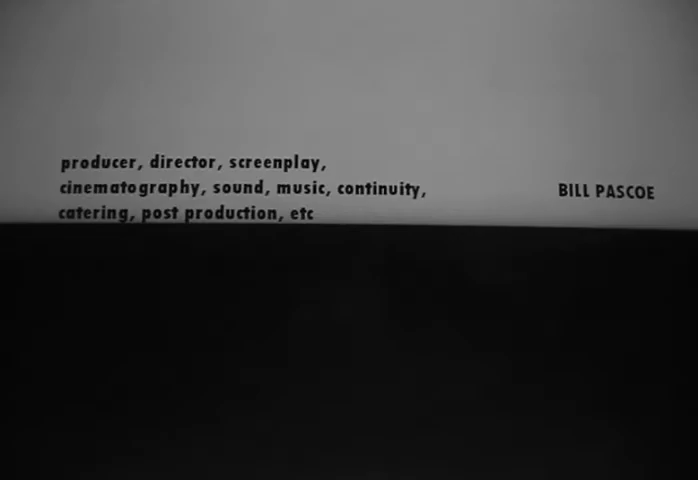 producer, director, screenplay,
cinematography, sound, music, continuity,
catering, post production, etc
BILL PASCOE